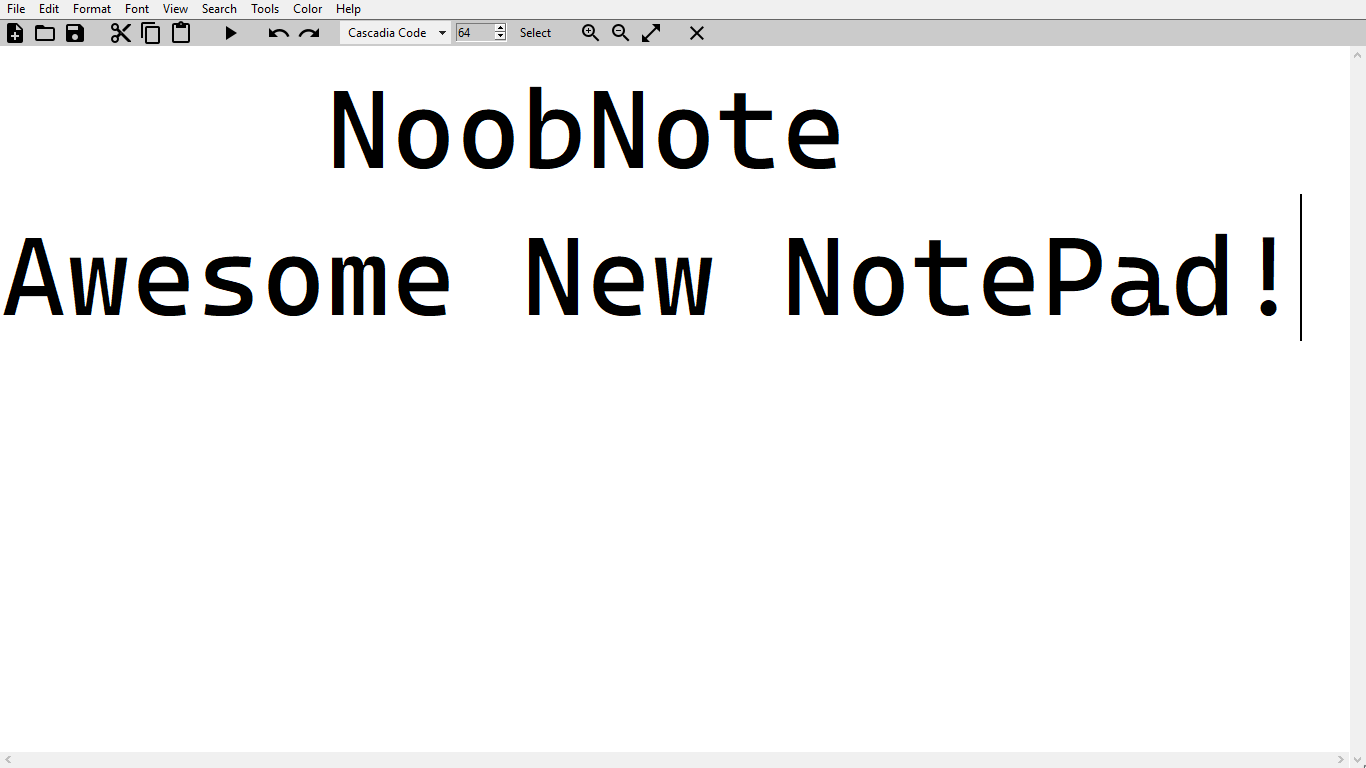 File Edit Format Font View Search Tools Color Help
Cascadia Code 64 Select
NoobNote
Awesome New NotePad!